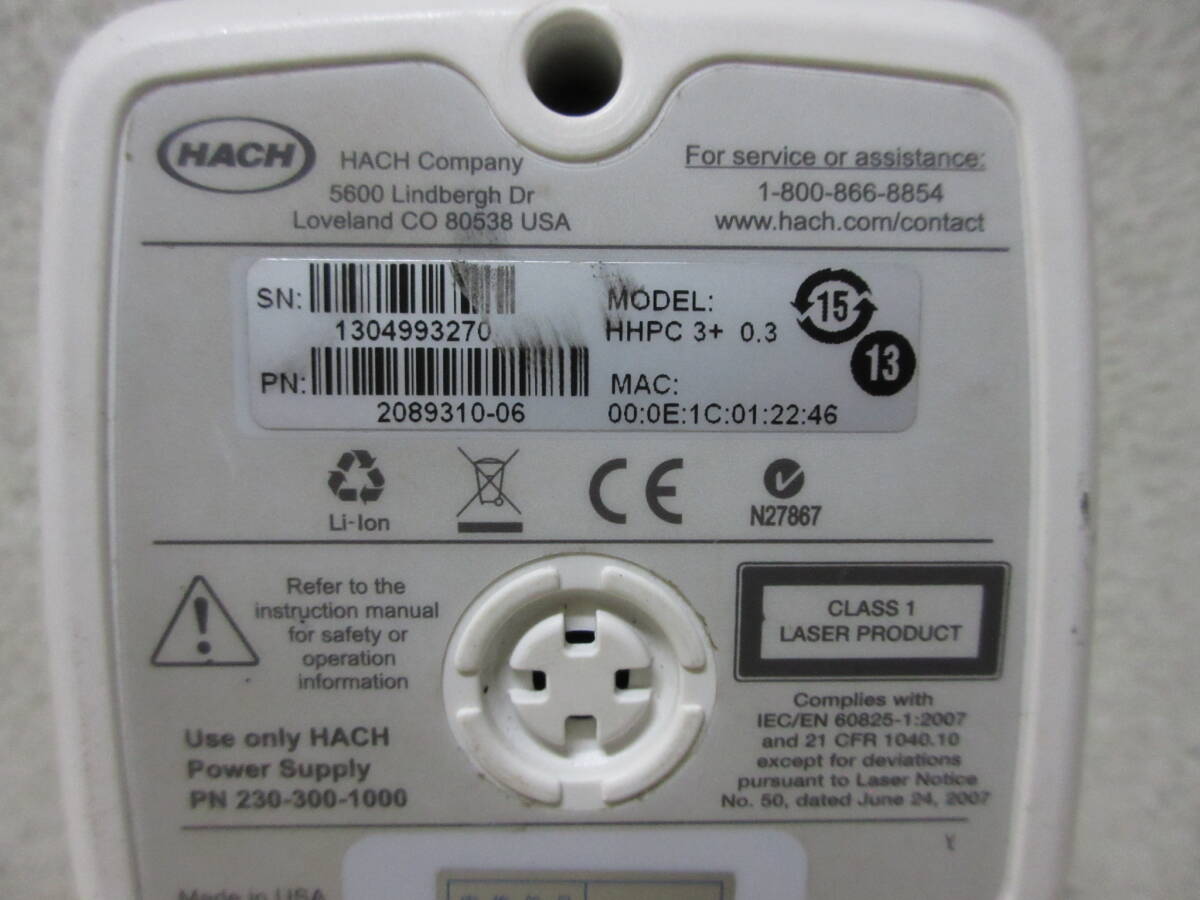 HACH
HACH Company
5600 Lindbergh Dr
Loveland CO 80538 USA
For service or assistance:
1-800-866-8854
www.hach.com/contact
SN:
1304993270
MODEL:
HHPC 3+ 0.3
15
13
PN:
2089310-06
MAC:
00:0E:1C:01:22:46
Li-Ion
CE
N27867
Refer to the
instruction manual
for safety or
operation
information
Use only HACH
Power Supply
PN 230-300-1000
CLASS 1
LASER PRODUCT
Complies with
IEC/EN 60825-1:2007
and 21 CFR 1040.10
except for deviations
pursuant to Laser Notice
No. 50, dated June 24, 2007
Made in USA